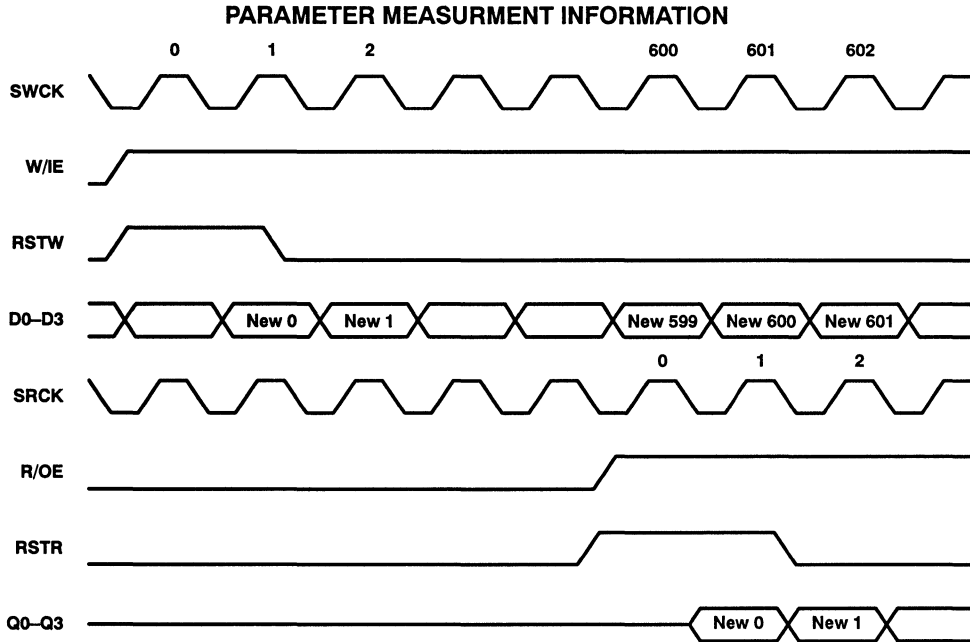 PARAMETER MEASURMENT INFORMATION
0 1 2 600 601 602
SWCK
W/IE
RSTW
D0–D3 New 0 New 1 New 599 New 600 New 601
0 1 2
SRCK
R/OE
RSTR
Q0–Q3 New 0 New 1